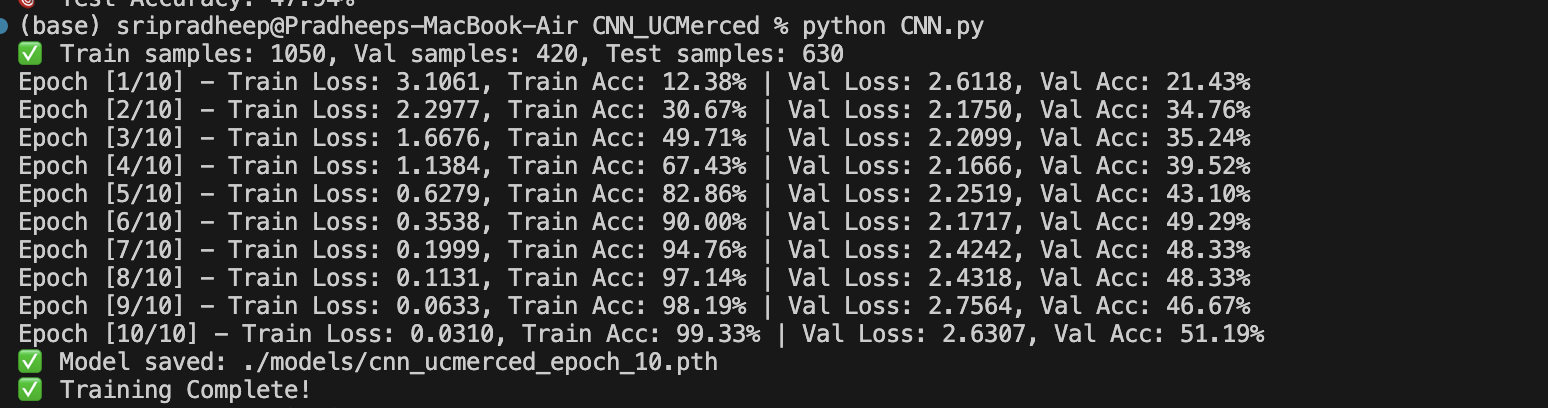 🎯 Test Accuracy: 47.94%
(base) sripradheep@Pradheeps-MacBook-Air CNN_UCMerced % python CNN.py
✅ Train samples: 1050, Val samples: 420, Test samples: 630
Epoch [1/10] - Train Loss: 3.1061, Train Acc: 12.38% | Val Loss: 2.6118, Val Acc: 21.43%
Epoch [2/10] - Train Loss: 2.2977, Train Acc: 30.67% | Val Loss: 2.1750, Val Acc: 34.76%
Epoch [3/10] - Train Loss: 1.6676, Train Acc: 49.71% | Val Loss: 2.2099, Val Acc: 35.24%
Epoch [4/10] - Train Loss: 1.1384, Train Acc: 67.43% | Val Loss: 2.1666, Val Acc: 39.52%
Epoch [5/10] - Train Loss: 0.6279, Train Acc: 82.86% | Val Loss: 2.2519, Val Acc: 43.10%
Epoch [6/10] - Train Loss: 0.3538, Train Acc: 90.00% | Val Loss: 2.1717, Val Acc: 49.29%
Epoch [7/10] - Train Loss: 0.1999, Train Acc: 94.76% | Val Loss: 2.4242, Val Acc: 48.33%
Epoch [8/10] - Train Loss: 0.1131, Train Acc: 97.14% | Val Loss: 2.4318, Val Acc: 48.33%
Epoch [9/10] - Train Loss: 0.0633, Train Acc: 98.19% | Val Loss: 2.7564, Val Acc: 46.67%
Epoch [10/10] - Train Loss: 0.0310, Train Acc: 99.33% | Val Loss: 2.6307, Val Acc: 51.19%
✅ Model saved: ./models/cnn_ucmerced_epoch_10.pth
✅ Training Complete!